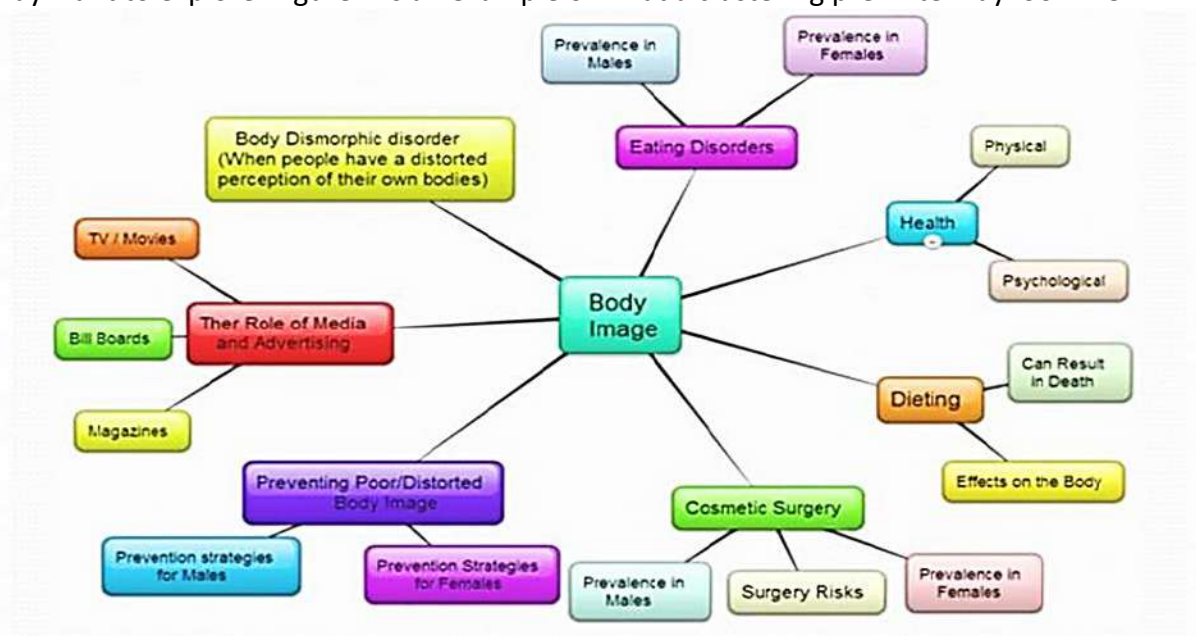 Prevalence in
Males
Prevalence in
Females
Body Dismorphic disorder
(When people have a distorted
perception of their own bodies)
Eating Disorders
Physical
Health
Psychological
TV / Movies
Body
Image
Ther Role of Media
and Advertising
Bill Boards
Magazines
Can Result
in Death
Dieting
Effects on the Body
Preventing Poor/Distorted
Body Image
Cosmetic Surgery
Prevention strategies
for Males
Prevention Strategies
for Females
Prevalence in
Males
Surgery Risks
Prevalence in
Females